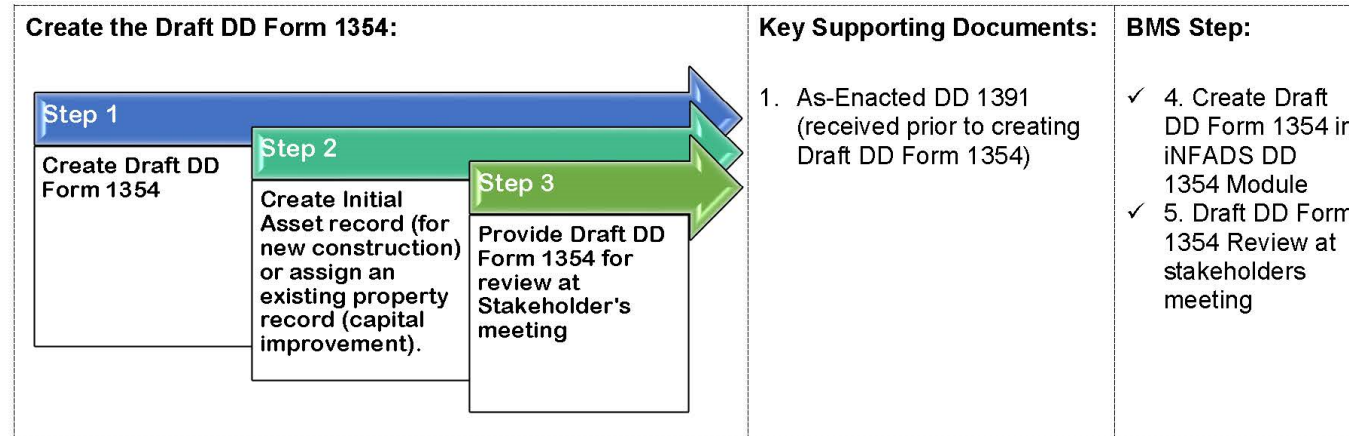 Create the Draft DD Form 1354:
Step 1
Create Draft DD
Form 1354
Step 2
Create Initial
Asset record (for
new construction)
or assign an
existing property
record (capital
improvement).
Step 3
Provide Draft DD
Form 1354 for
review at
Stakeholder's
meeting
Key Supporting Documents:
1. As-Enacted DD 1391
(received prior to creating
Draft DD Form 1354)
BMS Step:
✓ 4. Create Draft
DD Form 1354 in
iNFADS DD
1354 Module
✓ 5. Draft DD Form
1354 Review at
stakeholders
meeting